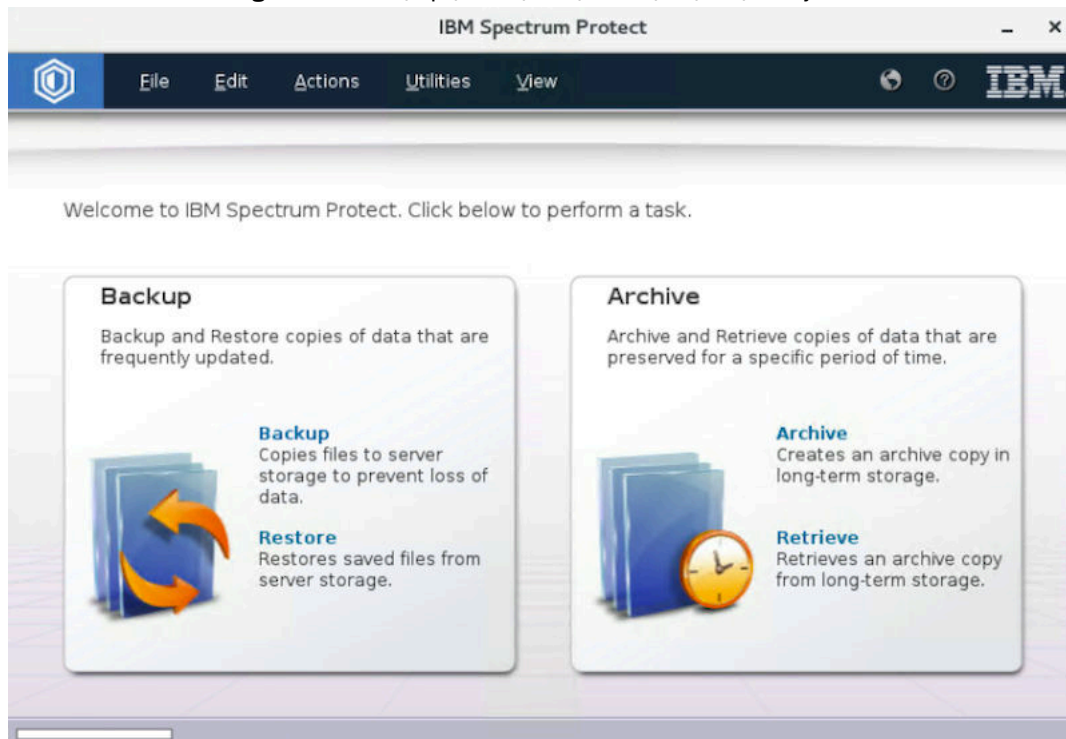 IBM Spectrum Protect
File Edit Actions Utilities View IBM
Welcome to IBM Spectrum Protect. Click below to perform a task.
Backup
Backup and Restore copies of data that are
frequently updated.
Backup
Copies files to server
storage to prevent loss of
data.
Restore
Restores saved files from
server storage.
Archive
Archive and Retrieve copies of data that are
preserved for a specific period of time.
Archive
Creates an archive copy in
long-term storage.
Retrieve
Retrieves an archive copy
from long-term storage.